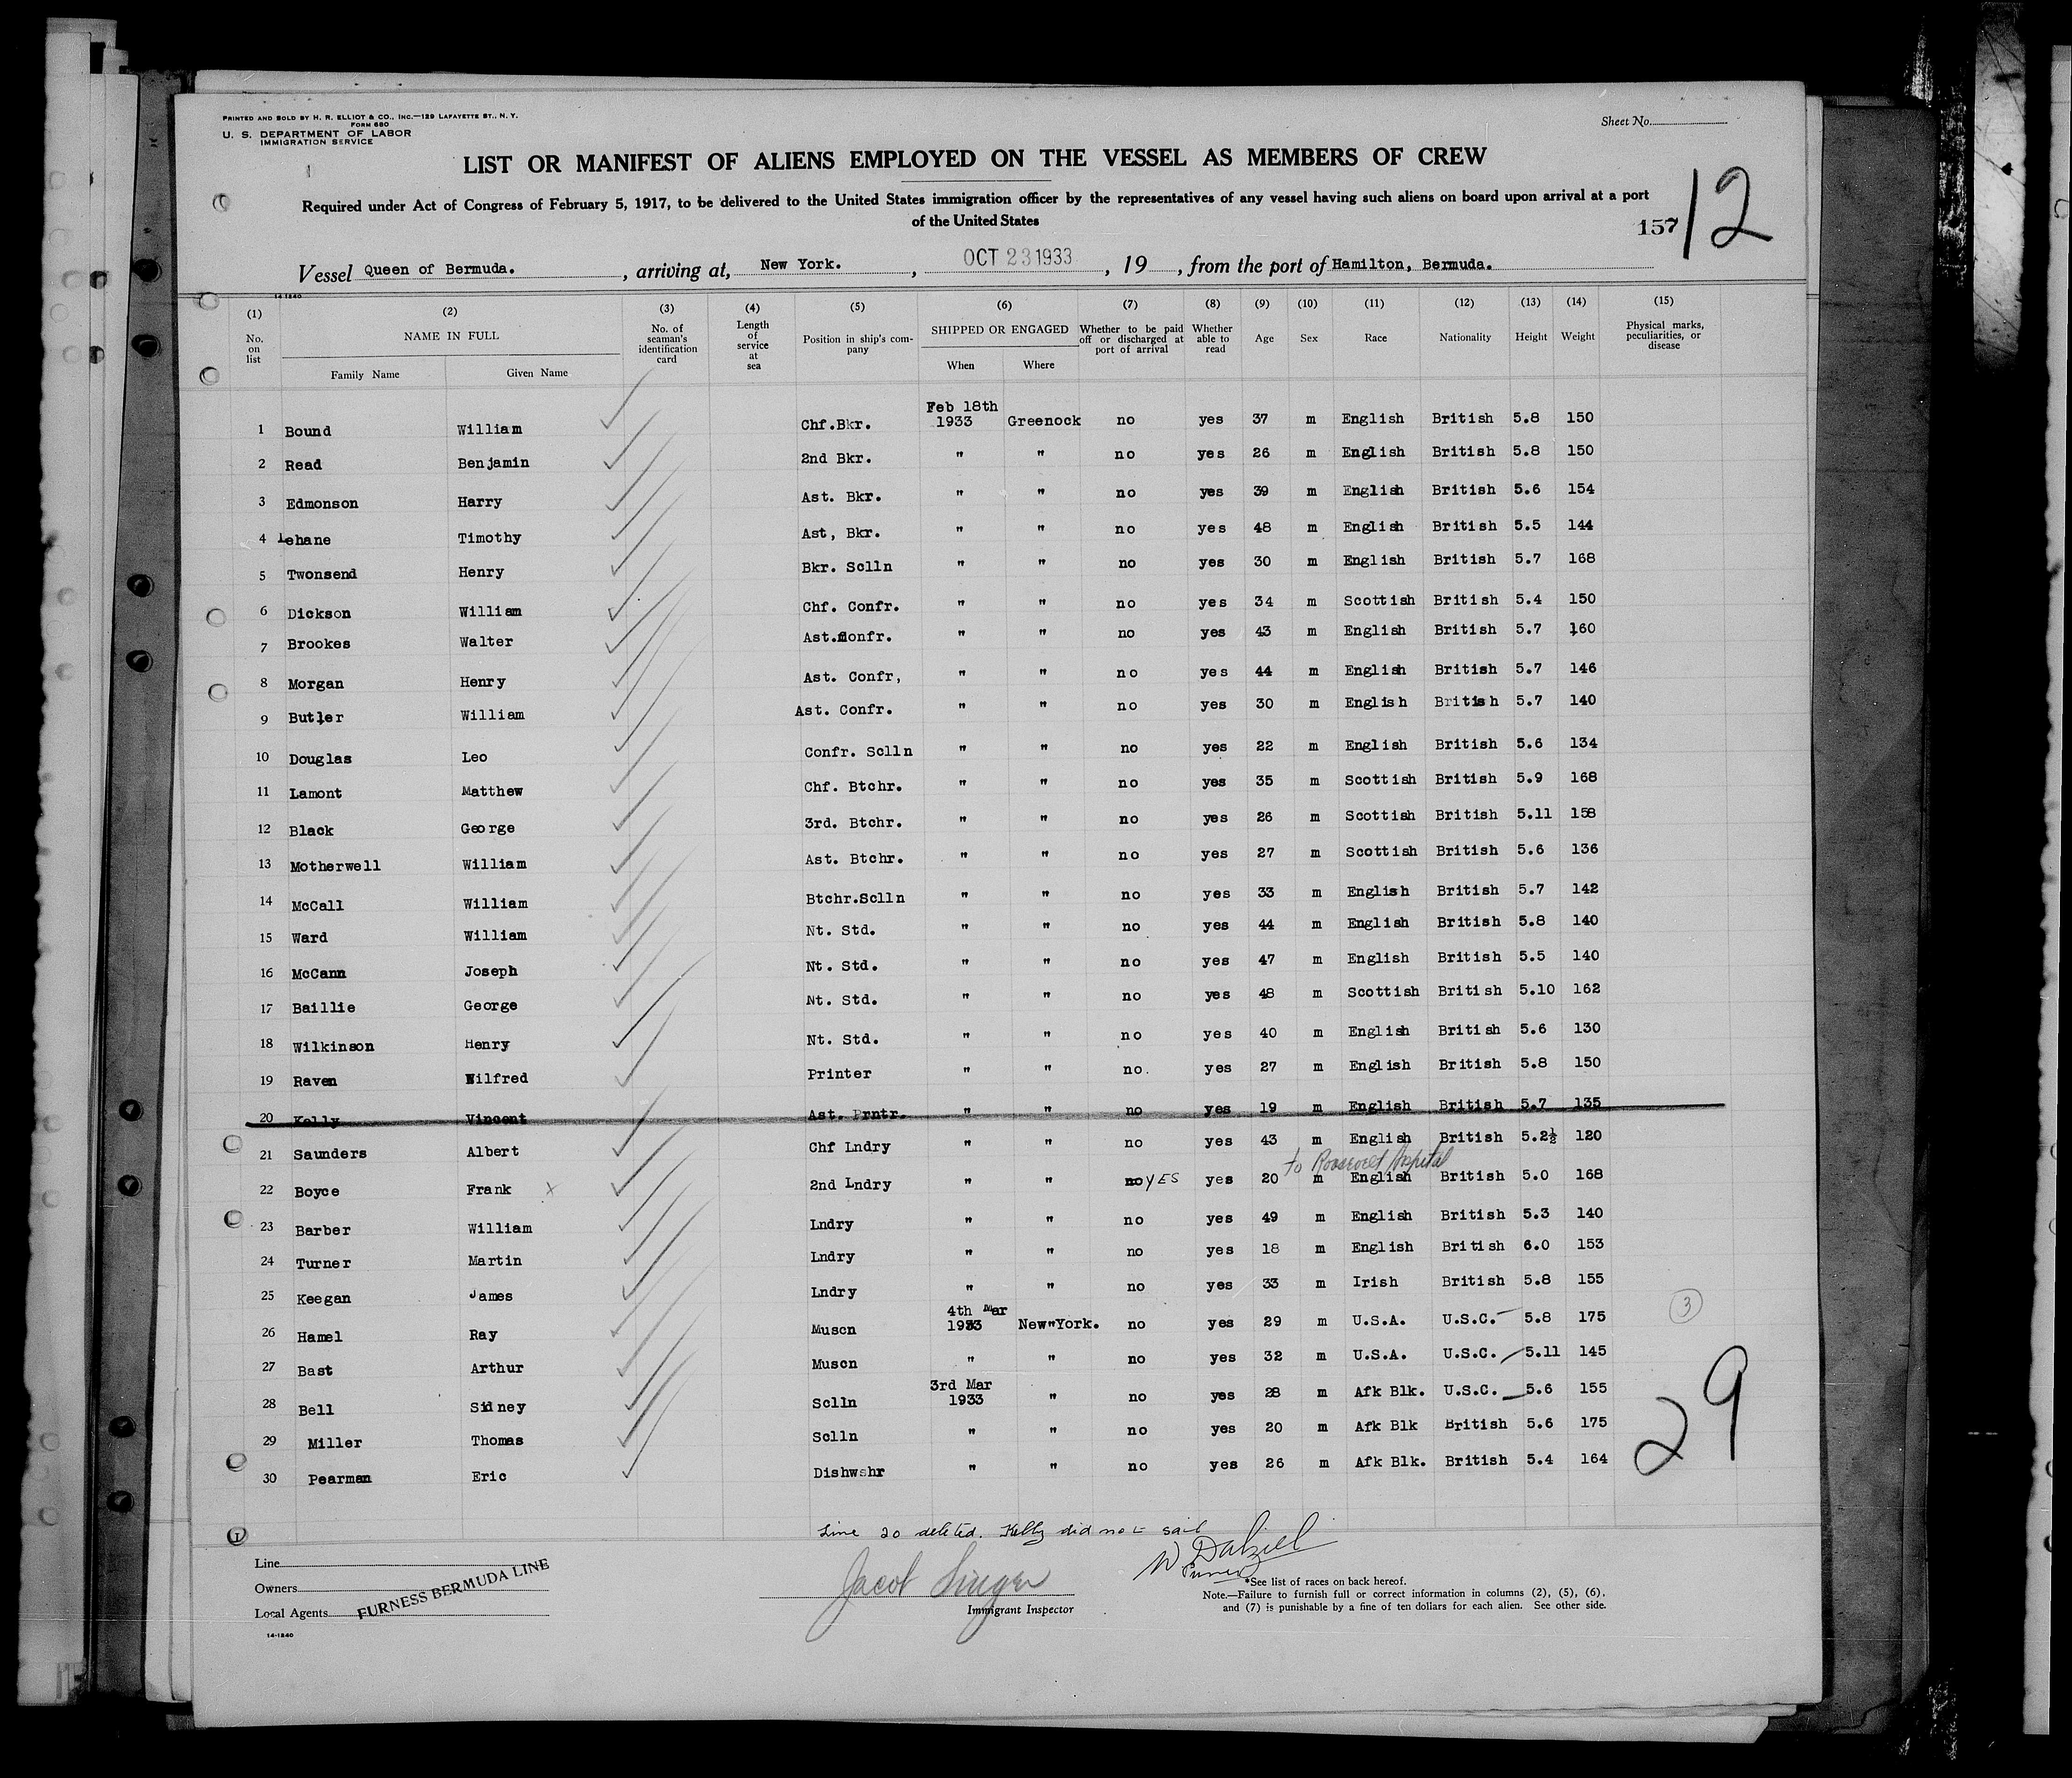 PRINTED AND SOLD BY H. R. ELLIOT & CO., INC.—129 LAFAYETTE ST., N. Y.
FORM 680
U. S. DEPARTMENT OF LABOR
IMMIGRATION SERVICE
Sheet No.
LIST OR MANIFEST OF ALIENS EMPLOYED ON THE VESSEL AS MEMBERS OF CREW
Required under Act of Congress of February 5, 1917, to be delivered to the United States immigration officer by the representatives of any vessel having such aliens on board upon arrival at a port
of the United States
157 12
Vessel Queen of Bermuda. , arriving at, New York. , OCT 23 1933 , 19 , from the port of Hamilton, Bermuda.
14-1240
(1) No. on list (2) NAME IN FULL Family Name Given Name (3) No. of seaman's identification card (4) Length of service at sea (5) Position in ship's company (6) SHIPPED OR ENGAGED When Where (7) Whether to be paid off or discharged at port of arrival (8) Whether able to read (9) Age (10) Sex (11) Race (12) Nationality (13) Height (14) Weight (15) Physical marks, peculiarities, or disease
1 Bound William Chf.Bkr. Feb 18th 1933 Greenock no yes 37 m English British 5.8 150
2 Read Benjamin 2nd Bkr. " " no yes 26 m English British 5.8 150
3 Edmonson Harry Ast. Bkr. " " no yes 39 m English British 5.6 154
4 Lehane Timothy Ast, Bkr. " " no yes 48 m English British 5.5 144
5 Twonsend Henry Bkr. Sclln " " no yes 30 m English British 5.7 168
6 Dickson William Chf. Confr. " " no yes 34 m Scottish British 5.4 150
7 Brookes Walter Ast.Confr. " " no yes 43 m English British 5.7 160
8 Morgan Henry Ast. Confr, " " no yes 44 m English British 5.7 146
9 Butler William Ast. Confr. " " no yes 30 m English British 5.7 140
10 Douglas Leo Confr. Sclln " " no yes 22 m English British 5.6 134
11 Lamont Matthew Chf. Btchr. " " no yes 35 m Scottish British 5.9 168
12 Black George 3rd. Btchr. " " no yes 26 m Scottish British 5.11 158
13 Motherwell William Ast. Btchr. " " no yes 27 m Scottish British 5.6 136
14 McCall William Btchr.Sclln " " no yes 33 m English British 5.7 142
15 Ward William Nt. Std. " " no yes 44 m English British 5.8 140
16 McCann Joseph Nt. Std. " " no yes 47 m English British 5.5 140
17 Baillie George Nt. Std. " " no yes 48 m Scottish British 5.10 162
18 Wilkinson Henry Nt. Std. " " no yes 40 m English British 5.6 130
19 Raven Wilfred Printer " " no. yes 27 m English British 5.8 150
20 Kelly Vincent Ast. Prntr. " " no yes 19 m English British 5.7 135
21 Saunders Albert Chf Lndry " " no yes 43 m English British 5.2½ 120
to Roosevelt Hospital
22 Boyce Frank x 2nd Lndry " " no YES yes 20 m English British 5.0 168
23 Barber William Lndry " " no yes 49 m English British 5.3 140
24 Turner Martin Lndry " " no yes 18 m English British 6.0 153
25 Keegan James Lndry " " no yes 33 m Irish British 5.8 155
26 Hamel Ray Muscn 4th Mar 1933 New"York. no yes 29 m U.S.A. U.S.C. 5.8 175 3
27 Bast Arthur Muscn " " no yes 32 m U.S.A. U.S.C. 5.11 145
28 Bell Sidney Sclln 3rd Mar 1933 " no yes 28 m Afk Blk. U.S.C. 5.6 155
29 Miller Thomas Sclln " " no yes 20 m Afk Blk British 5.6 175
30 Pearman Eric Dishwshr " " no yes 26 m Afk Blk. British 5.4 164
29
Line 20 deleted. Kelly did not sail
W Dalziel
Purser
Line
Owners
Local Agents
FURNESS BERMUDA LINE
14-1240
Jacob Singer
Immigrant Inspector
*See list of races on back hereof.
Note.—Failure to furnish full or correct information in columns (2), (5), (6),
and (7) is punishable by a fine of ten dollars for each alien. See other side.